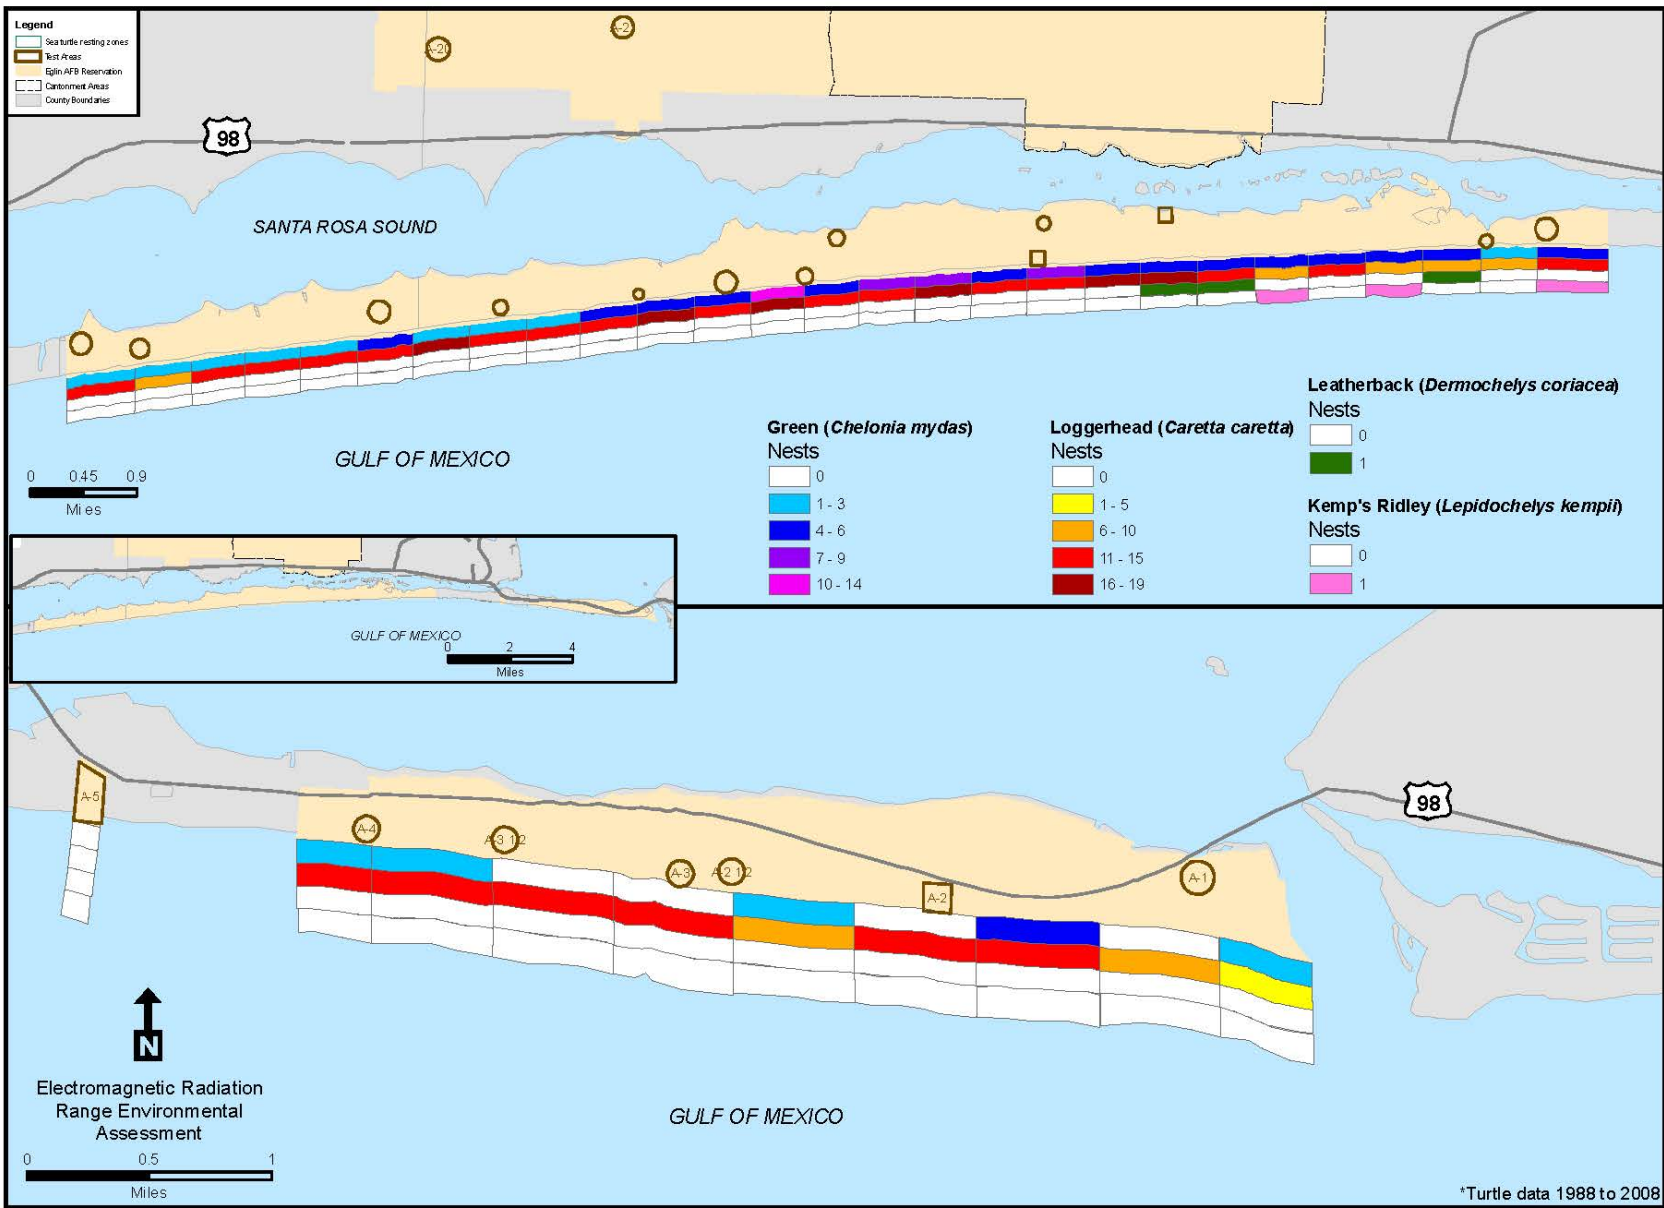 Legend
Sea turtle resting zones
Test Areas
Eglin AFB Reservation
Cantonment Areas
County Boundaries
A-20
A-2
98
SANTA ROSA SOUND
GULF OF MEXICO
0 0.45 0.9
Miles
Green (Chelonia mydas)
Nests
0
1 - 3
4 - 6
7 - 9
10 - 14
Loggerhead (Caretta caretta)
Nests
0
1 - 5
6 - 10
11 - 15
16 - 19
Leatherback (Dermochelys coriacea)
Nests
0
1
Kemp's Ridley (Lepidochelys kempii)
Nests
0
1
GULF OF MEXICO
0 2 4
Miles
A-5
A-4
A-3 1/2
A-3
A-2 1/2
A-2
A-1
98
N
Electromagnetic Radiation
Range Environmental
Assessment
0 0.5 1
Miles
GULF OF MEXICO
*Turtle data 1988 to 2008